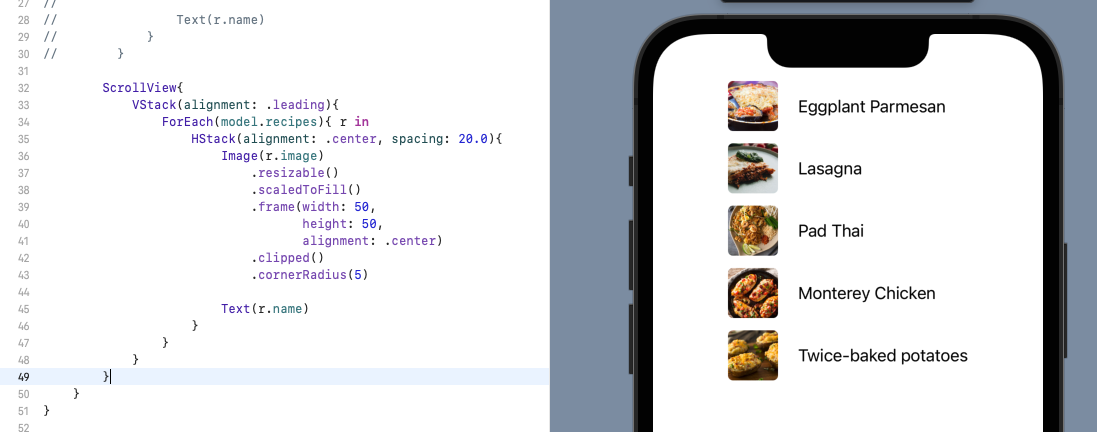 27 //
28 // Text(r.name)
29 // }
30 // }
31
32 ScrollView{
33 VStack(alignment: .leading){
34 ForEach(model.recipes){ r in
35 HStack(alignment: .center, spacing: 20.0){
36 Image(r.image)
37 .resizable()
38 .scaledToFill()
39 .frame(width: 50,
40 height: 50,
41 alignment: .center)
42 .clipped()
43 .cornerRadius(5)
44
45 Text(r.name)
46 }
47 }
48 }
49 }
50 }
51 }
52
Eggplant Parmesan
Lasagna
Pad Thai
Monterey Chicken
Twice-baked potatoes